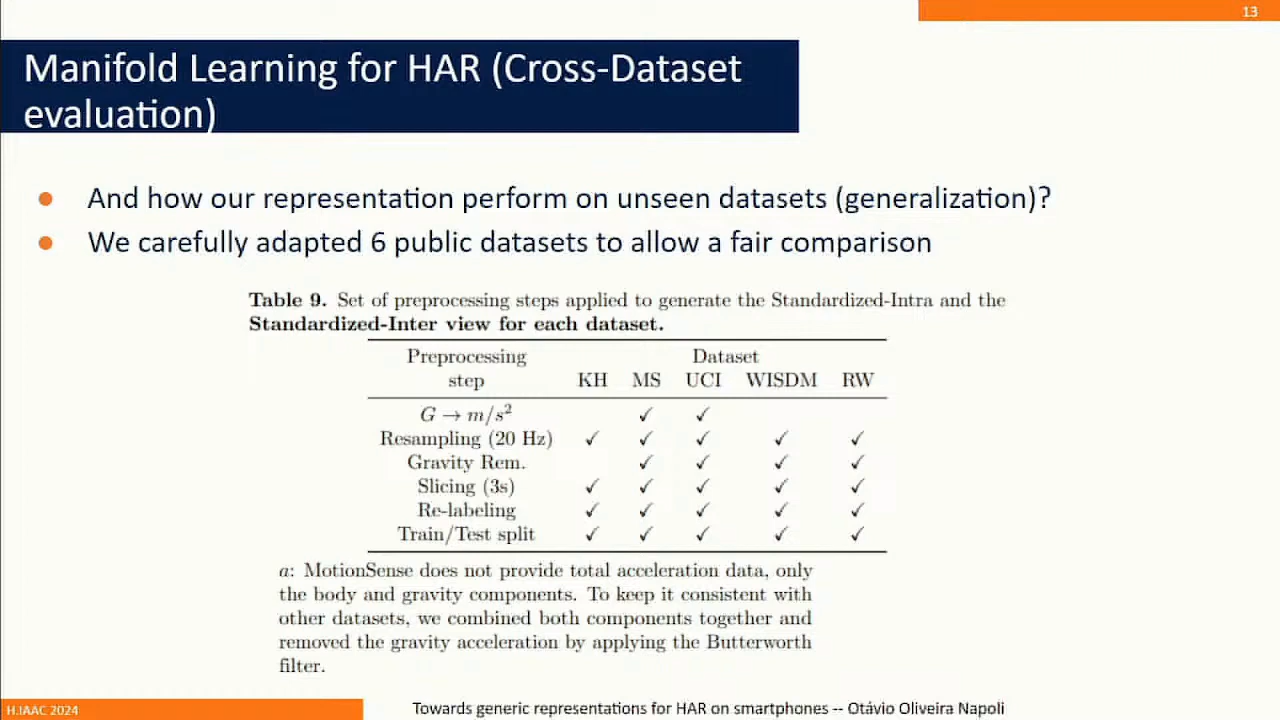 13
Manifold Learning for HAR (Cross-Dataset
evaluation)
● And how our representation perform on unseen datasets (generalization)?
● We carefully adapted 6 public datasets to allow a fair comparison
Table 9. Set of preprocessing steps applied to generate the Standardized-Intra and the
Standardized-Inter view for each dataset.
Preprocessing Dataset
step KH MS UCI WISDM RW
G → m/s² ✓ ✓
Resampling (20 Hz) ✓ ✓ ✓ ✓ ✓
Gravity Rem. ✓ ✓ ✓ ✓
Slicing (3s) ✓ ✓ ✓ ✓ ✓
Re-labeling ✓ ✓ ✓ ✓ ✓
Train/Test split ✓ ✓ ✓ ✓ ✓
a: MotionSense does not provide total acceleration data, only
the body and gravity components. To keep it consistent with
other datasets, we combined both components together and
removed the gravity acceleration by applying the Butterworth
filter.
H.IAAC 2024
Towards generic representations for HAR on smartphones -- Otávio Oliveira Napoli